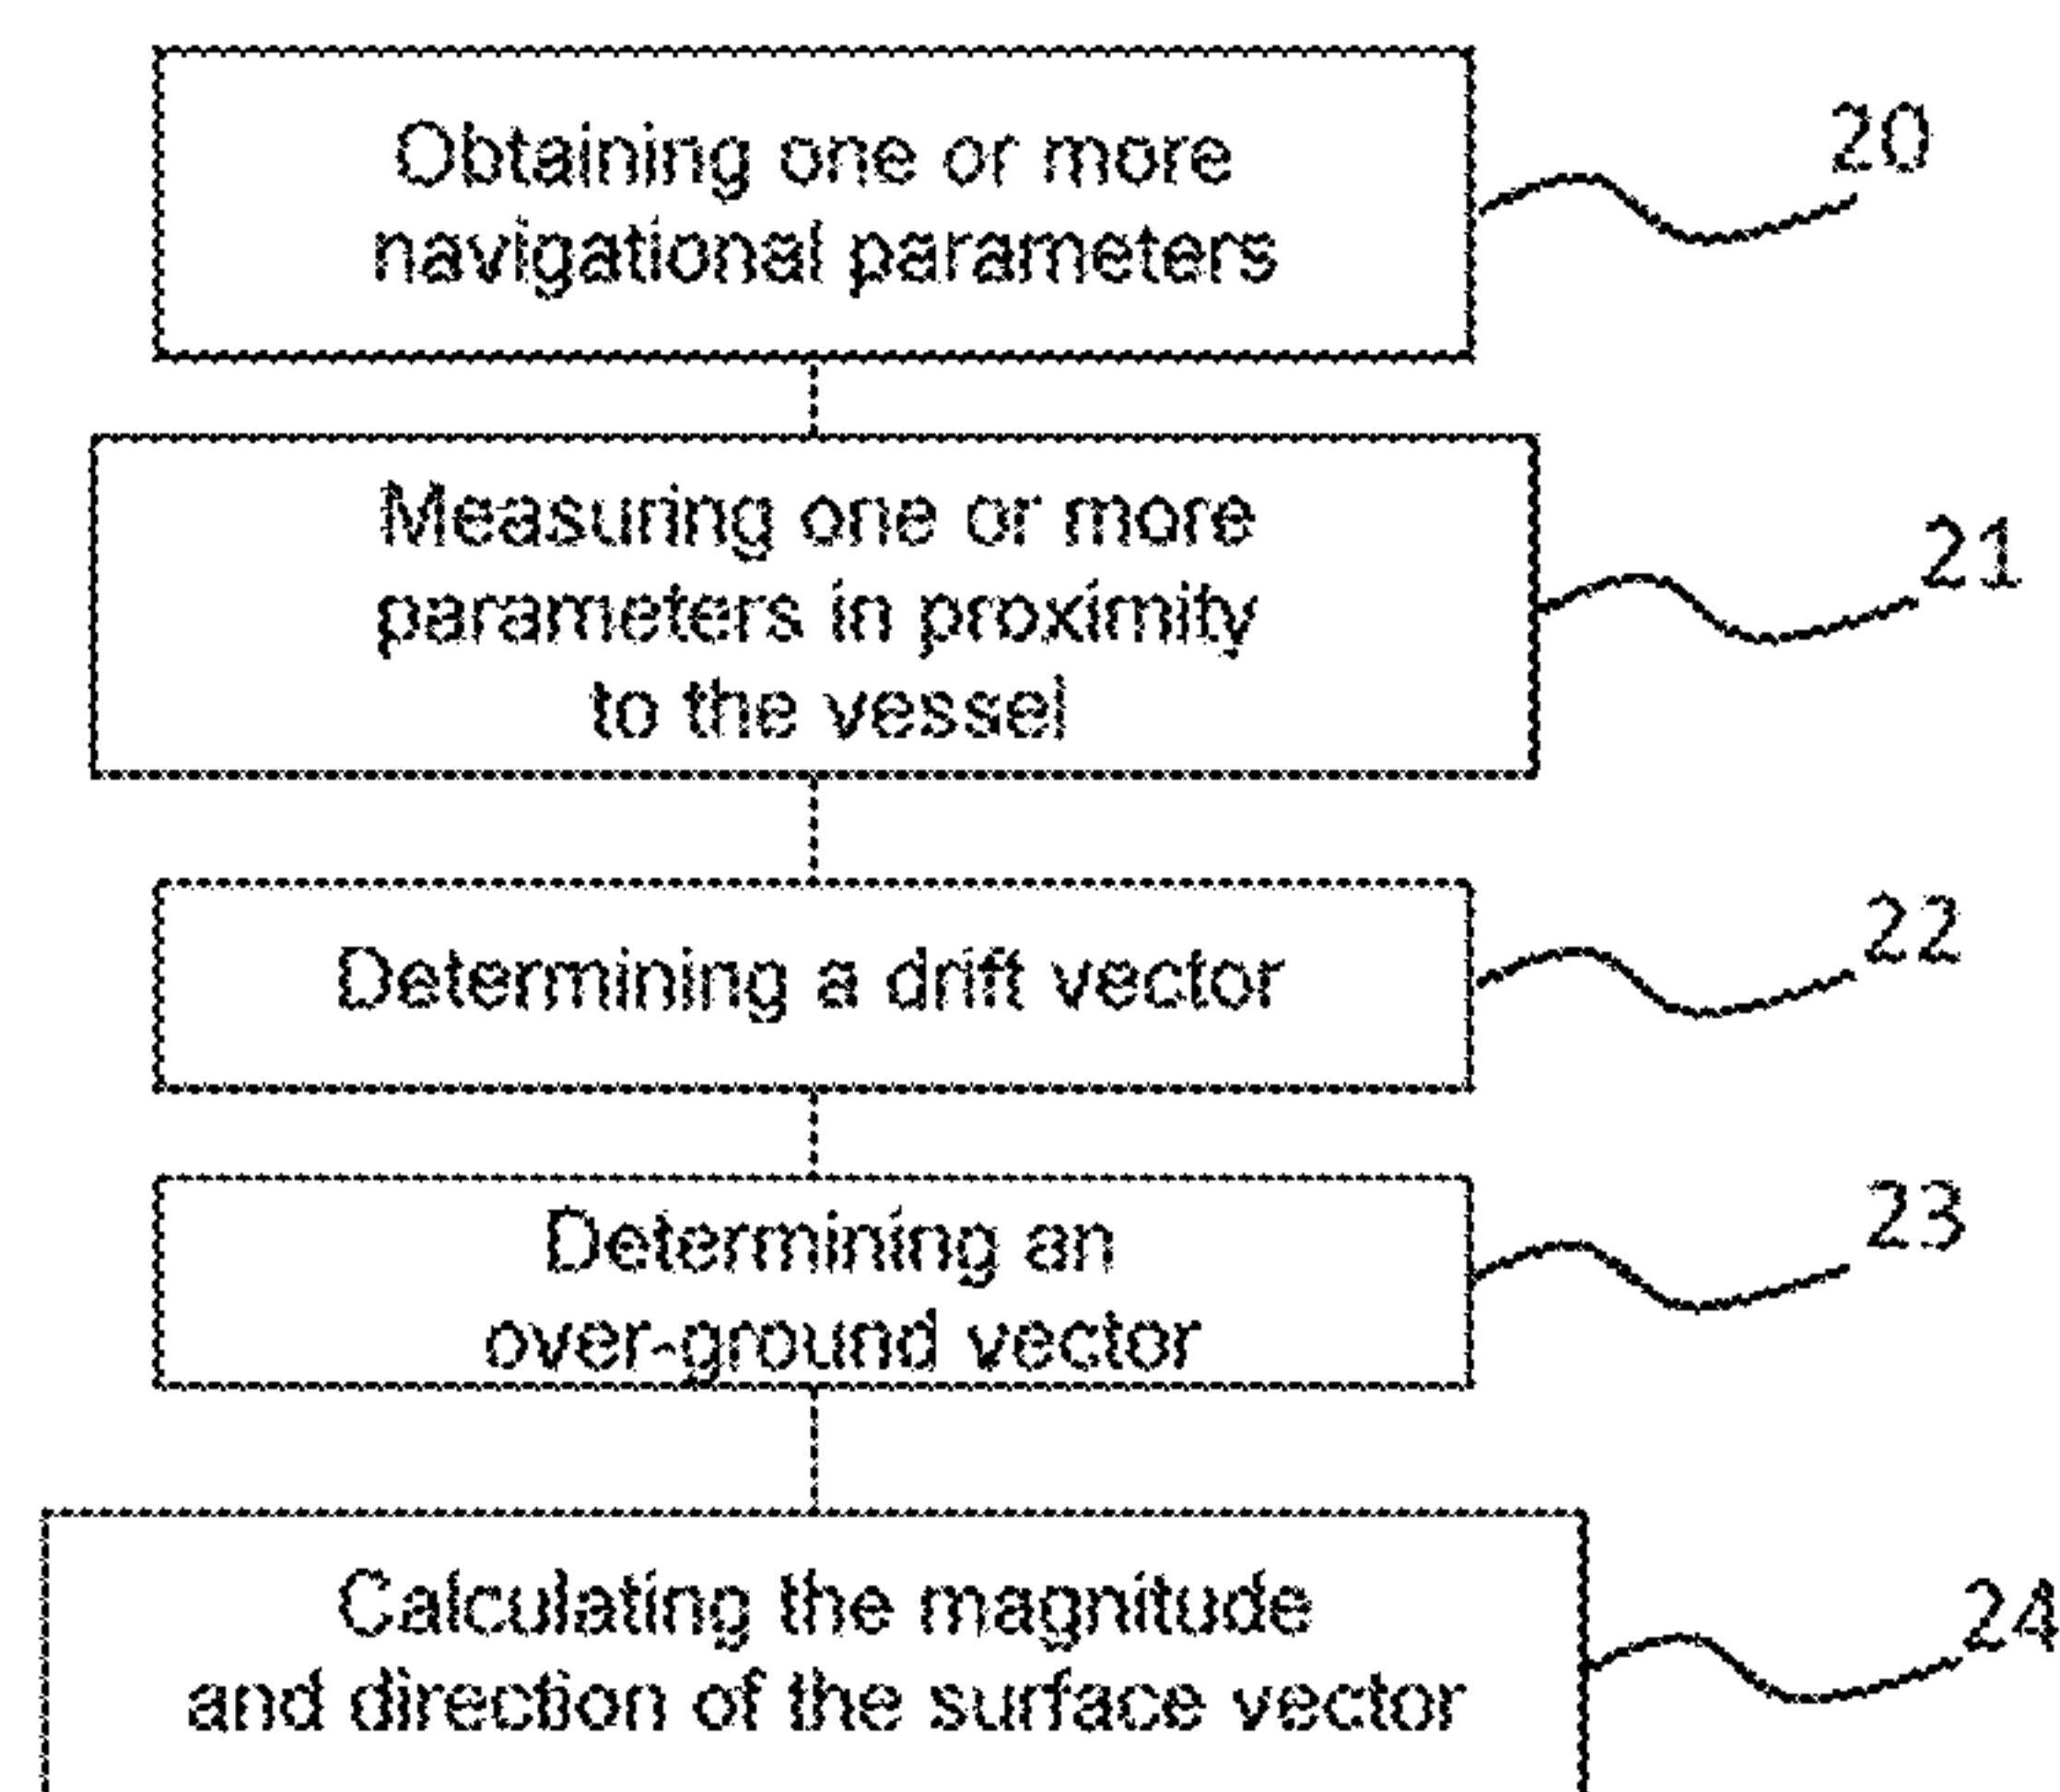 Obtaining one or more
navigational parameters
20
Measuring one or more
parameters in proximity
to the vessel
21
Determining a drift vector
22
Determining an
over-ground vector
23
Calculating the magnitude
and direction of the surface vector
24